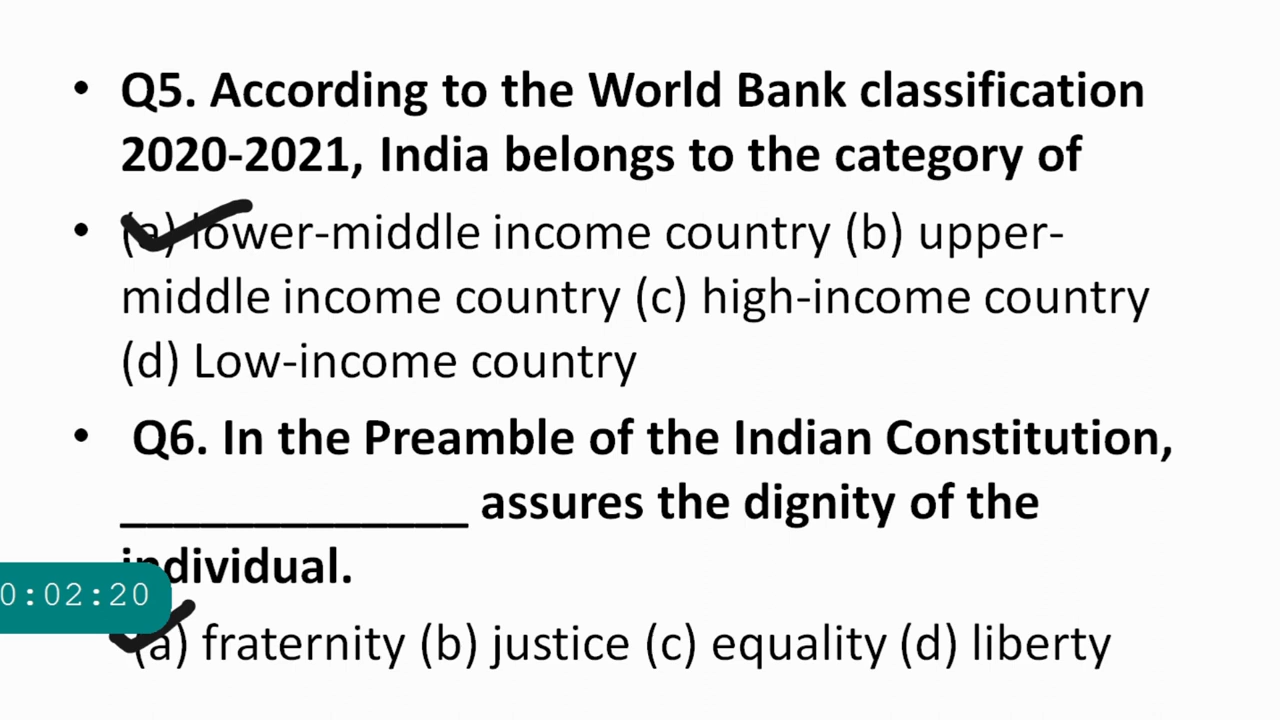 • Q5. According to the World Bank classification
2020-2021, India belongs to the category of
• (a) lower-middle income country (b) upper-
middle income country (c) high-income country
(d) Low-income country
• Q6. In the Preamble of the Indian Constitution,
______________ assures the dignity of the
individual.
0:02:20
(a) fraternity (b) justice (c) equality (d) liberty